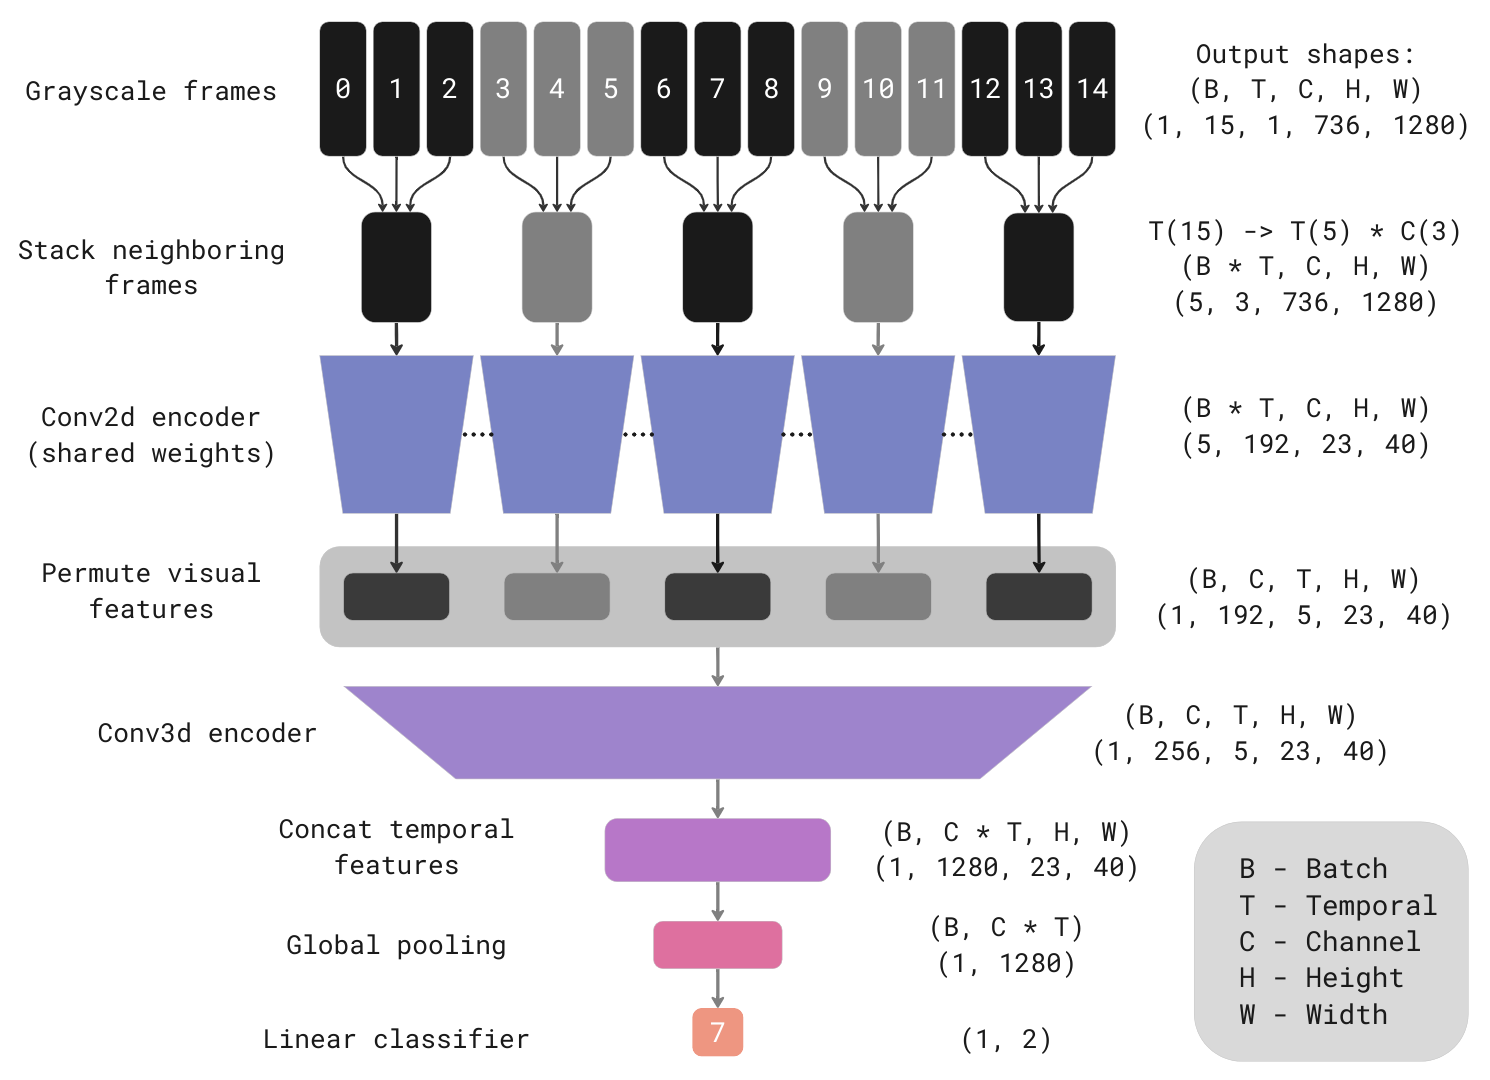 Grayscale frames
0 1 2 3 4 5 6 7 8 9 10 11 12 13 14
Output shapes:
(B, T, C, H, W)
(1, 15, 1, 736, 1280)
Stack neighboring
frames
T(15) -> T(5) * C(3)
(B * T, C, H, W)
(5, 3, 736, 1280)
Conv2d encoder
(shared weights)
(B * T, C, H, W)
(5, 192, 23, 40)
Permute visual
features
(B, C, T, H, W)
(1, 192, 5, 23, 40)
Conv3d encoder
(B, C, T, H, W)
(1, 256, 5, 23, 40)
Concat temporal
features
(B, C * T, H, W)
(1, 1280, 23, 40)
Global pooling
(B, C * T)
(1, 1280)
Linear classifier
7
(1, 2)
B - Batch
T - Temporal
C - Channel
H - Height
W - Width